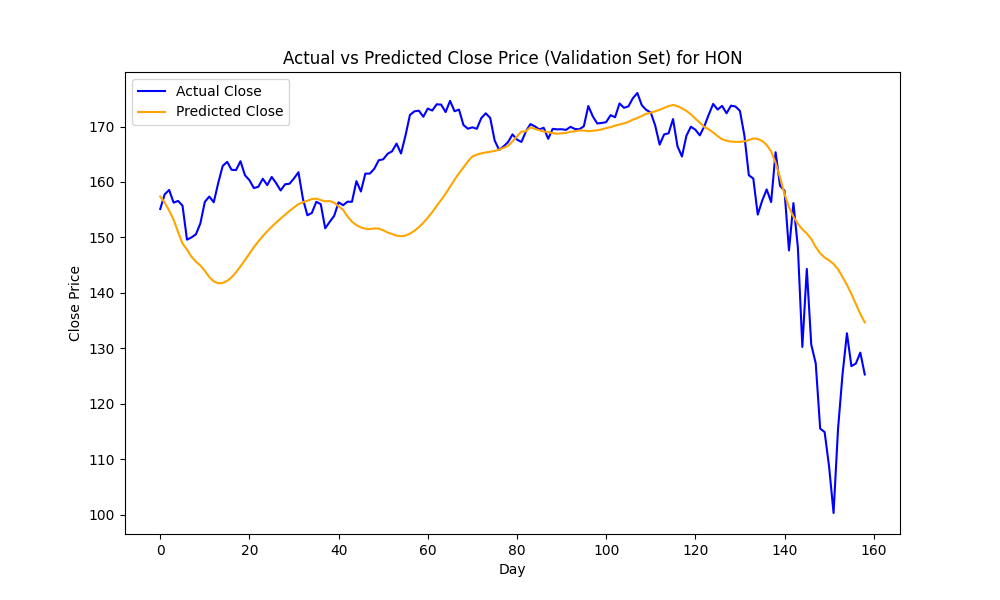 Actual vs Predicted Close Price (Validation Set) for HON
Actual Close
Predicted Close
Close Price
170
160
150
140
130
120
110
100
0 20 40 60 80 100 120 140 160
Day